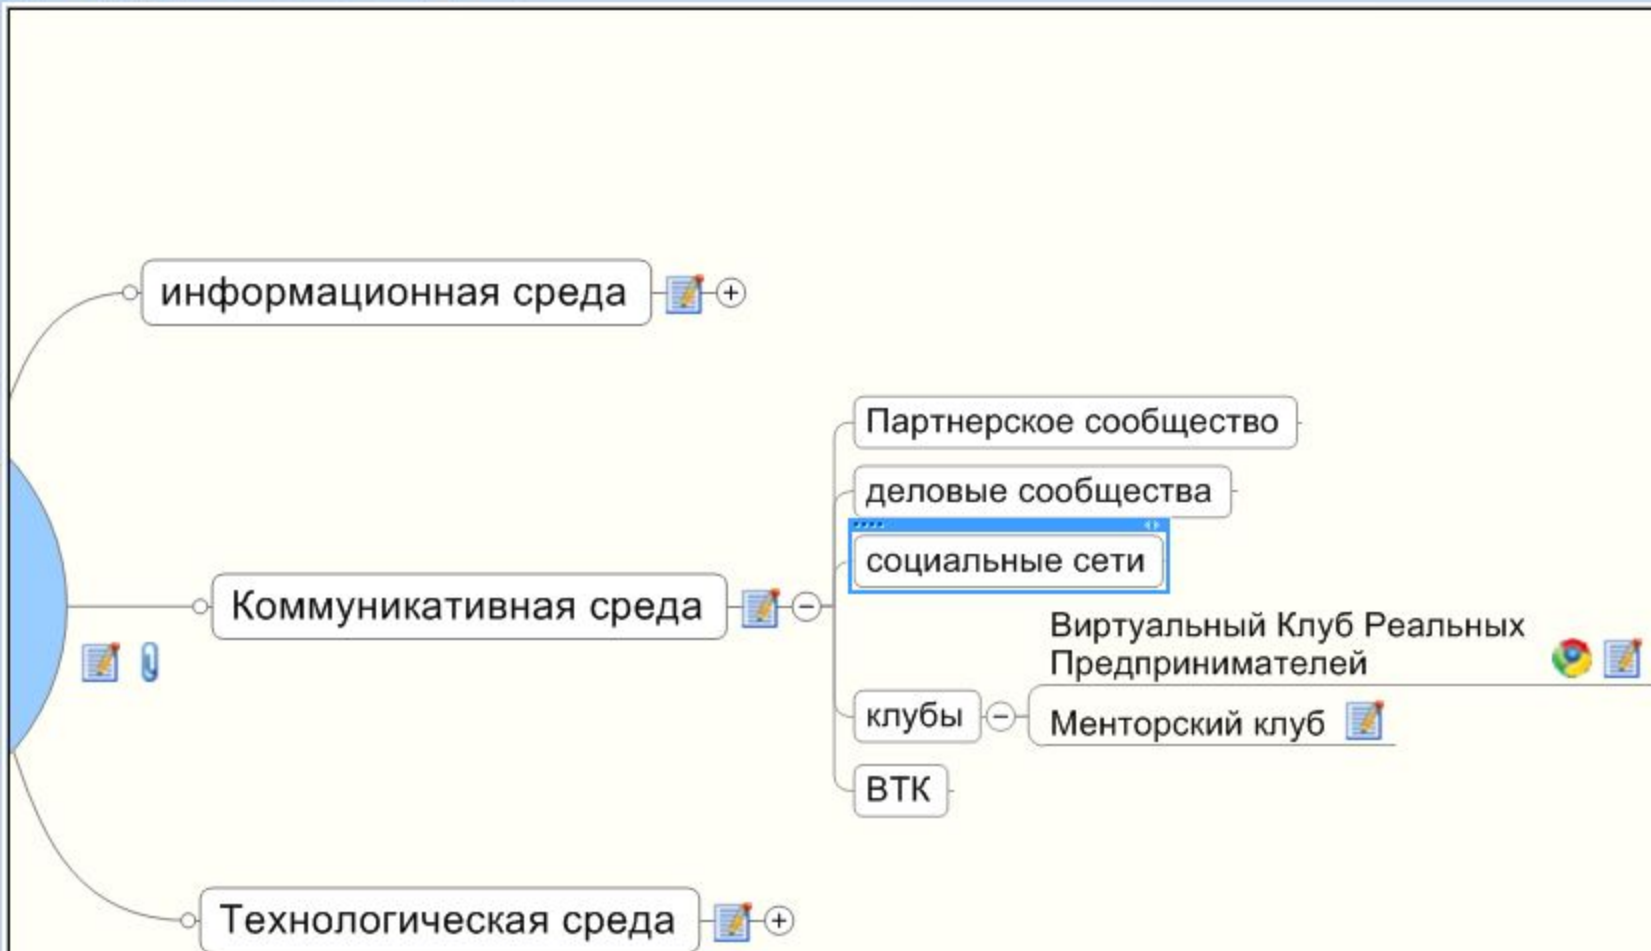 информационная среда
Партнерское сообщество
деловые сообщества
социальные сети
Коммуникативная среда
Виртуальный Клуб Реальных
Предпринимателей
клубы
Менторский клуб
ВТК
Технологическая среда